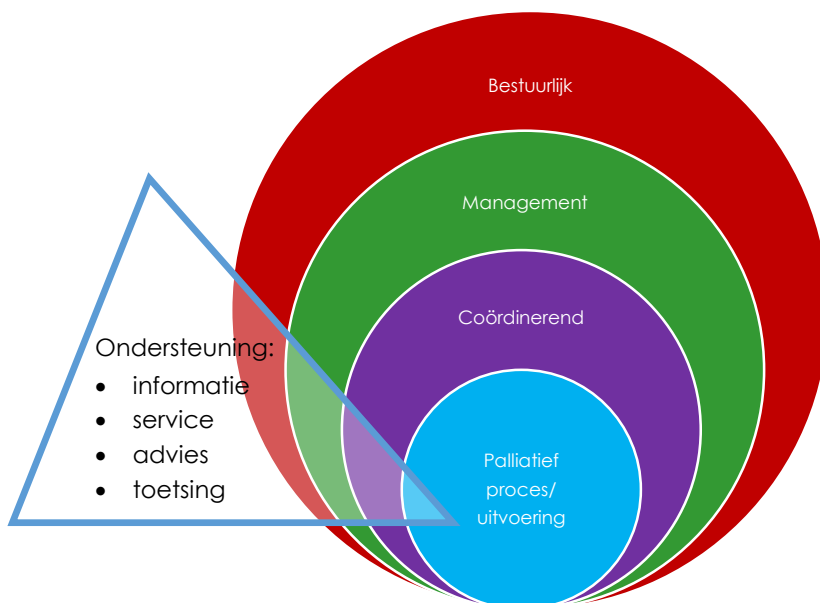 Bestuurlijk
Management
Coördinerend
Ondersteuning:
• informatie
• service
• advies
• toetsing
Palliatief
proces/
uitvoering